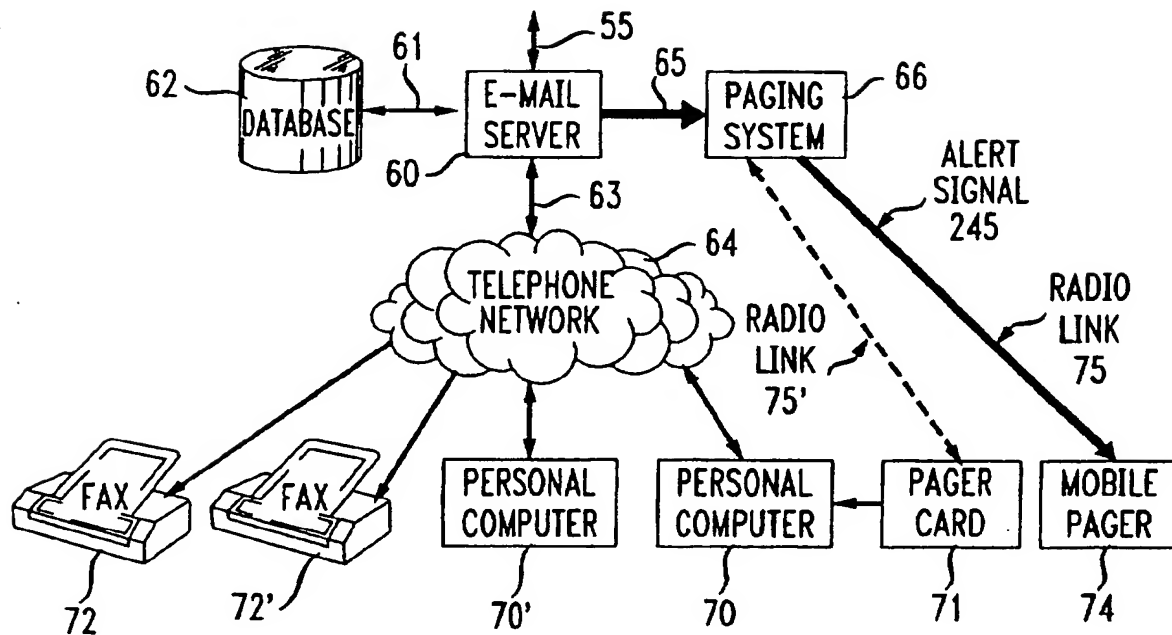 55
61
65
62
DATABASE
E-MAIL
SERVER
PAGING
SYSTEM
66
60
63
ALERT
SIGNAL
245
64
TELEPHONE
NETWORK
RADIO
LINK
75'
RADIO
LINK
75
FAX
FAX
PERSONAL
COMPUTER
PERSONAL
COMPUTER
PAGER
CARD
MOBILE
PAGER
72
72'
70'
70
71
74